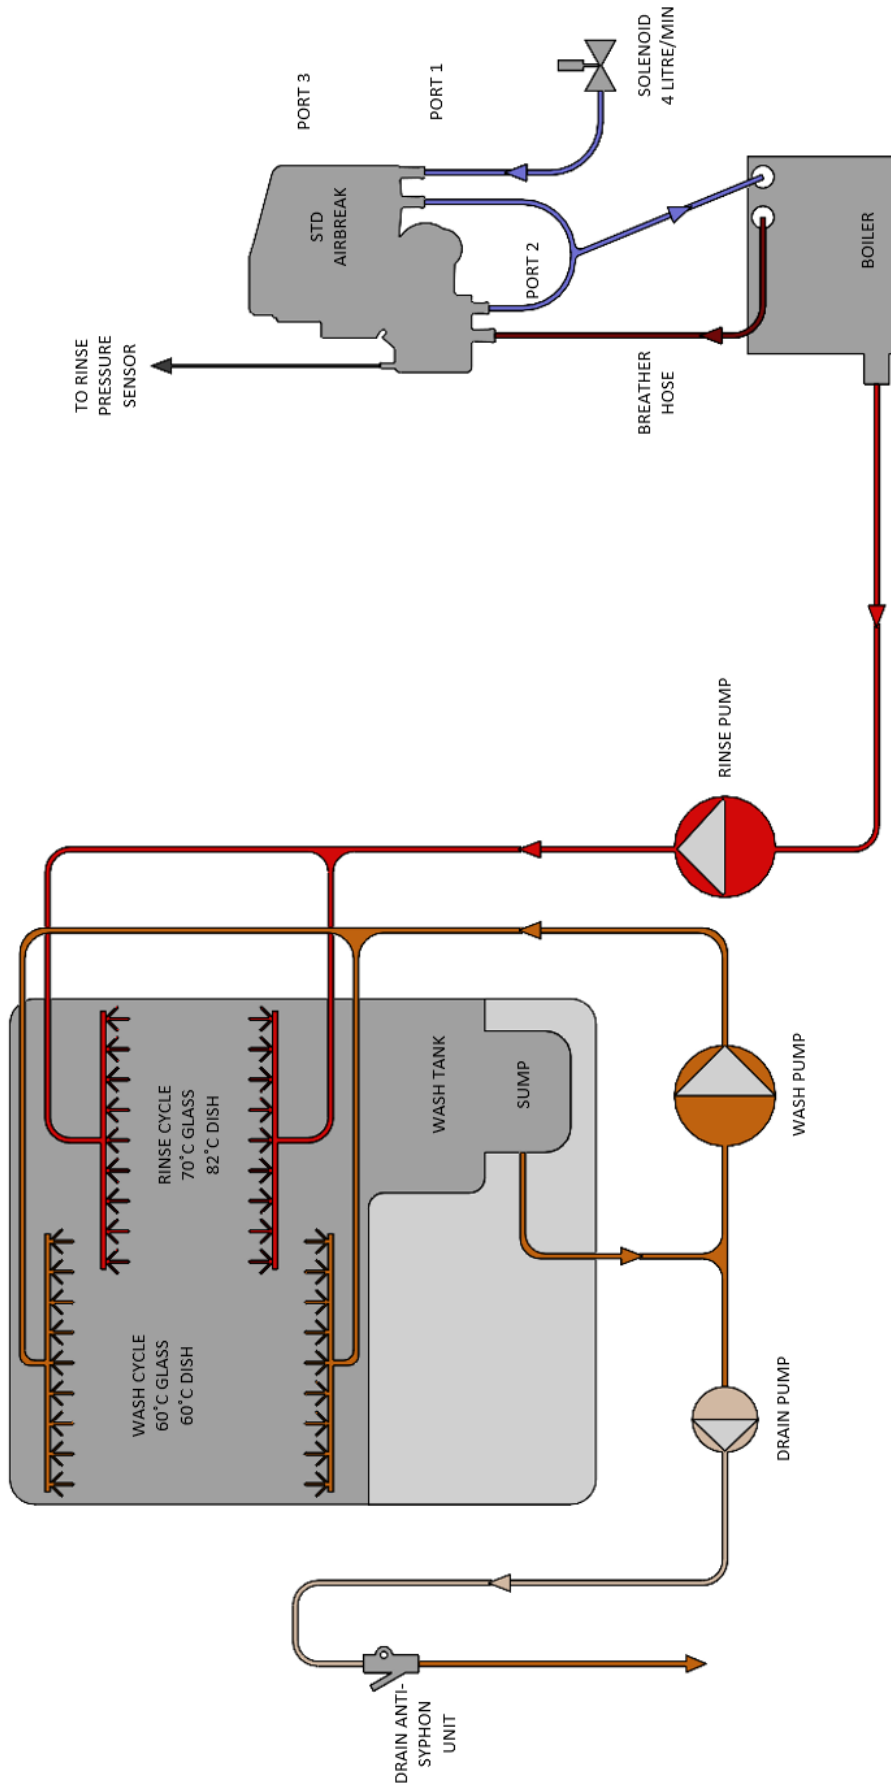 DRAIN ANTI-
SYPHON
UNIT
WASH CYCLE
60˚C GLASS
60˚C DISH
RINSE CYCLE
70˚C GLASS
82˚C DISH
WASH TANK
SUMP
DRAIN PUMP
WASH PUMP
RINSE PUMP
TO RINSE
PRESSURE
SENSOR
STD
AIRBREAK
PORT 3
PORT 1
PORT 2
BREATHER
HOSE
SOLENOID
4 LITRE/MIN
BOILER